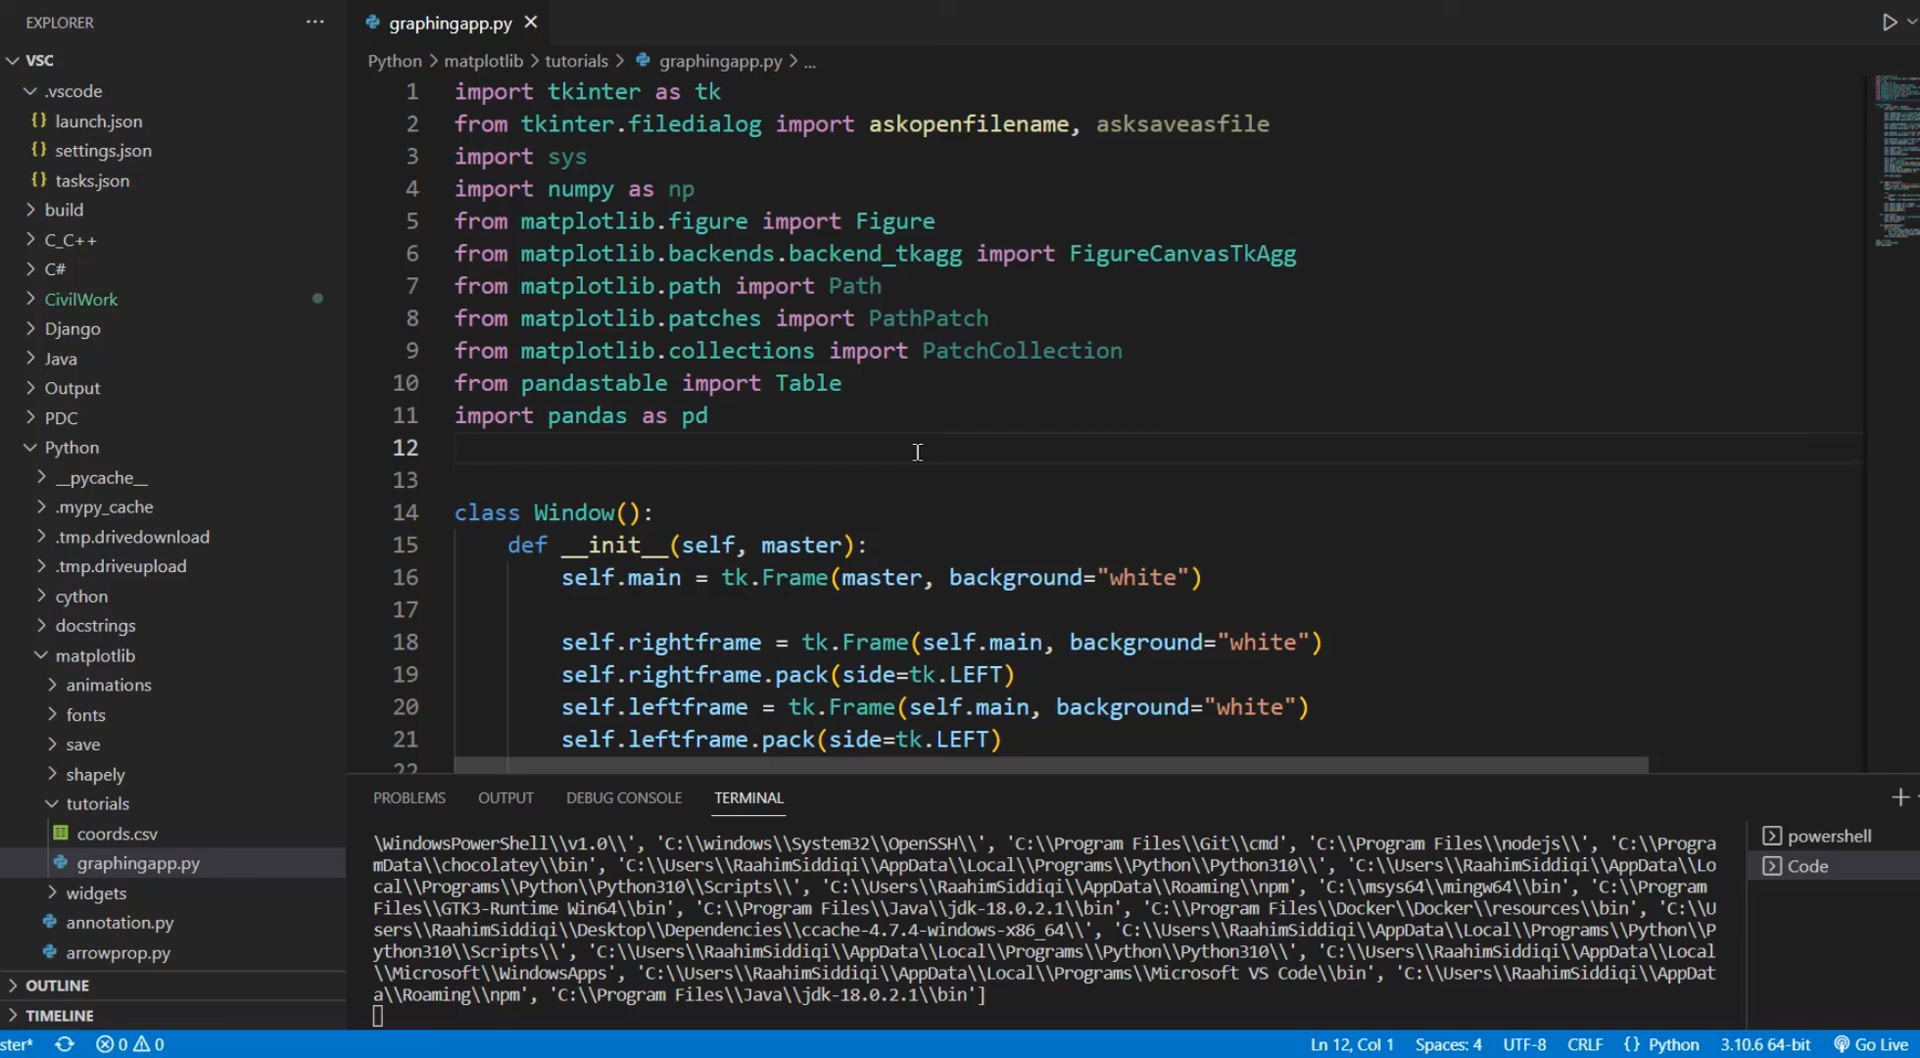 EXPLORER
VSC
.vscode
launch.json
settings.json
tasks.json
build
C_C++
C#
CivilWork
Django
Java
Output
PDC
Python
__pycache__
.mypy_cache
.tmp.drivedownload
.tmp.driveupload
cython
docstrings
matplotlib
animations
fonts
save
shapely
tutorials
coords.csv
graphingapp.py
widgets
annotation.py
arrowprop.py
OUTLINE
TIMELINE
graphingapp.py
Python > matplotlib > tutorials > graphingapp.py > ...
1 import tkinter as tk
2 from tkinter.filedialog import askopenfilename, asksaveasfile
3 import sys
4 import numpy as np
5 from matplotlib.figure import Figure
6 from matplotlib.backends.backend_tkagg import FigureCanvasTkAgg
7 from matplotlib.path import Path
8 from matplotlib.patches import PathPatch
9 from matplotlib.collections import PatchCollection
10 from pandastable import Table
11 import pandas as pd
12
13
14 class Window():
15 def __init__(self, master):
16 self.main = tk.Frame(master, background="white")
17
18 self.rightframe = tk.Frame(self.main, background="white")
19 self.rightframe.pack(side=tk.LEFT)
20 self.leftframe = tk.Frame(self.main, background="white")
21 self.leftframe.pack(side=tk.LEFT)
22
PROBLEMS OUTPUT DEBUG CONSOLE TERMINAL
\WindowsPowerShell\\v1.0\\', 'C:\\windows\\System32\\OpenSSH\\', 'C:\\Program Files\\Git\\cmd', 'C:\\Program Files\\nodejs\\', 'C:\\Progra
mData\\chocolatey\\bin', 'C:\\Users\\RaahimSiddiqi\\AppData\\Local\\Programs\\Python\\Python310\\', 'C:\\Users\\RaahimSiddiqi\\AppData\\Lo
cal\\Programs\\Python\\Python310\\Scripts\\', 'C:\\Users\\RaahimSiddiqi\\AppData\\Roaming\\npm', 'C:\\msys64\\mingw64\\bin', 'C:\\Program
Files\\GTK3-Runtime Win64\\bin', 'C:\\Program Files\\Java\\jdk-18.0.2.1\\bin', 'C:\\Program Files\\Docker\\Docker\\resources\\bin', 'C:\\U
sers\\RaahimSiddiqi\\Desktop\\Dependencies\\ccache-4.7.4-windows-x86_64\\', 'C:\\Users\\RaahimSiddiqi\\AppData\\Local\\Programs\\Python\\P
ython310\\Scripts\\', 'C:\\Users\\RaahimSiddiqi\\AppData\\Local\\Programs\\Python\\Python310\\', 'C:\\Users\\RaahimSiddiqi\\AppData\\Local
\\Microsoft\\WindowsApps', 'C:\\Users\\RaahimSiddiqi\\AppData\\Local\\Programs\\Microsoft VS Code\\bin', 'C:\\Users\\RaahimSiddiqi\\AppDat
a\\Roaming\\npm', 'C:\\Program Files\\Java\\jdk-18.0.2.1\\bin']
powershell
Code
ster* 0 0 Ln 12, Col 1 Spaces: 4 UTF-8 CRLF {} Python 3.10.6 64-bit Go Live